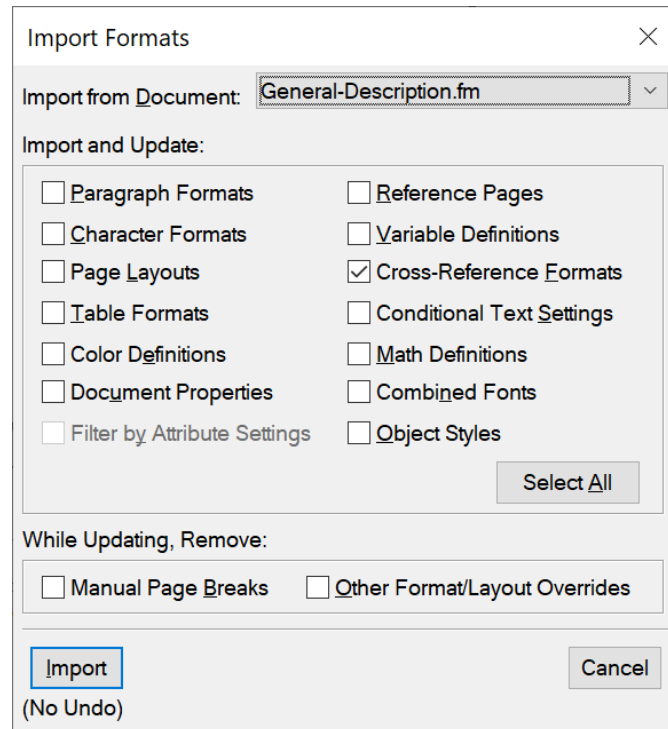 Import Formats
Import from Document: General-Description.fm
Import and Update:
Paragraph Formats
Reference Pages
Character Formats
Variable Definitions
Page Layouts
Cross-Reference Formats
Table Formats
Conditional Text Settings
Color Definitions
Math Definitions
Document Properties
Combined Fonts
Filter by Attribute Settings
Object Styles
Select All
While Updating, Remove:
Manual Page Breaks
Other Format/Layout Overrides
Import
Cancel
(No Undo)